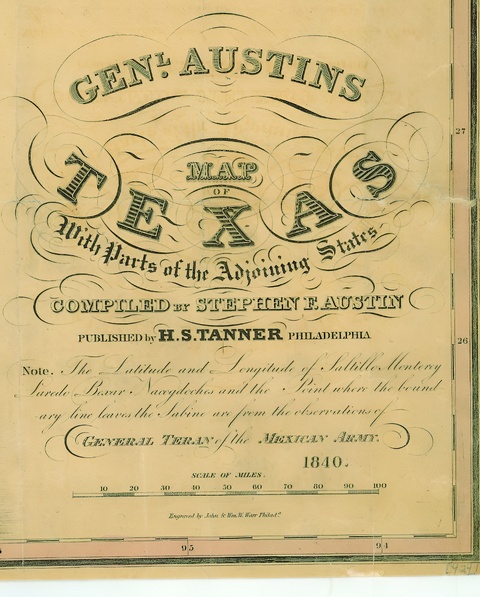 GENL. AUSTINS
MAP
OF
TEXAS
With Parts of the Adjoining States
COMPILED BY STEPHEN F. AUSTIN
PUBLISHED by H.S. TANNER PHILADELPHIA
Note. The Latitude and Longitude of Saltillo Monterey
Laredo Bexar Nacogdoches and the Point where the bound
ary line leaves the Sabine are from the observations of
GENERAL TERAN of the MEXICAN ARMY.
1840.
SCALE OF MILES.
10 20 30 40 50 60 70 80 90 100
Engraved by John & Wm. W. Warr Philada.
27
26
95 94